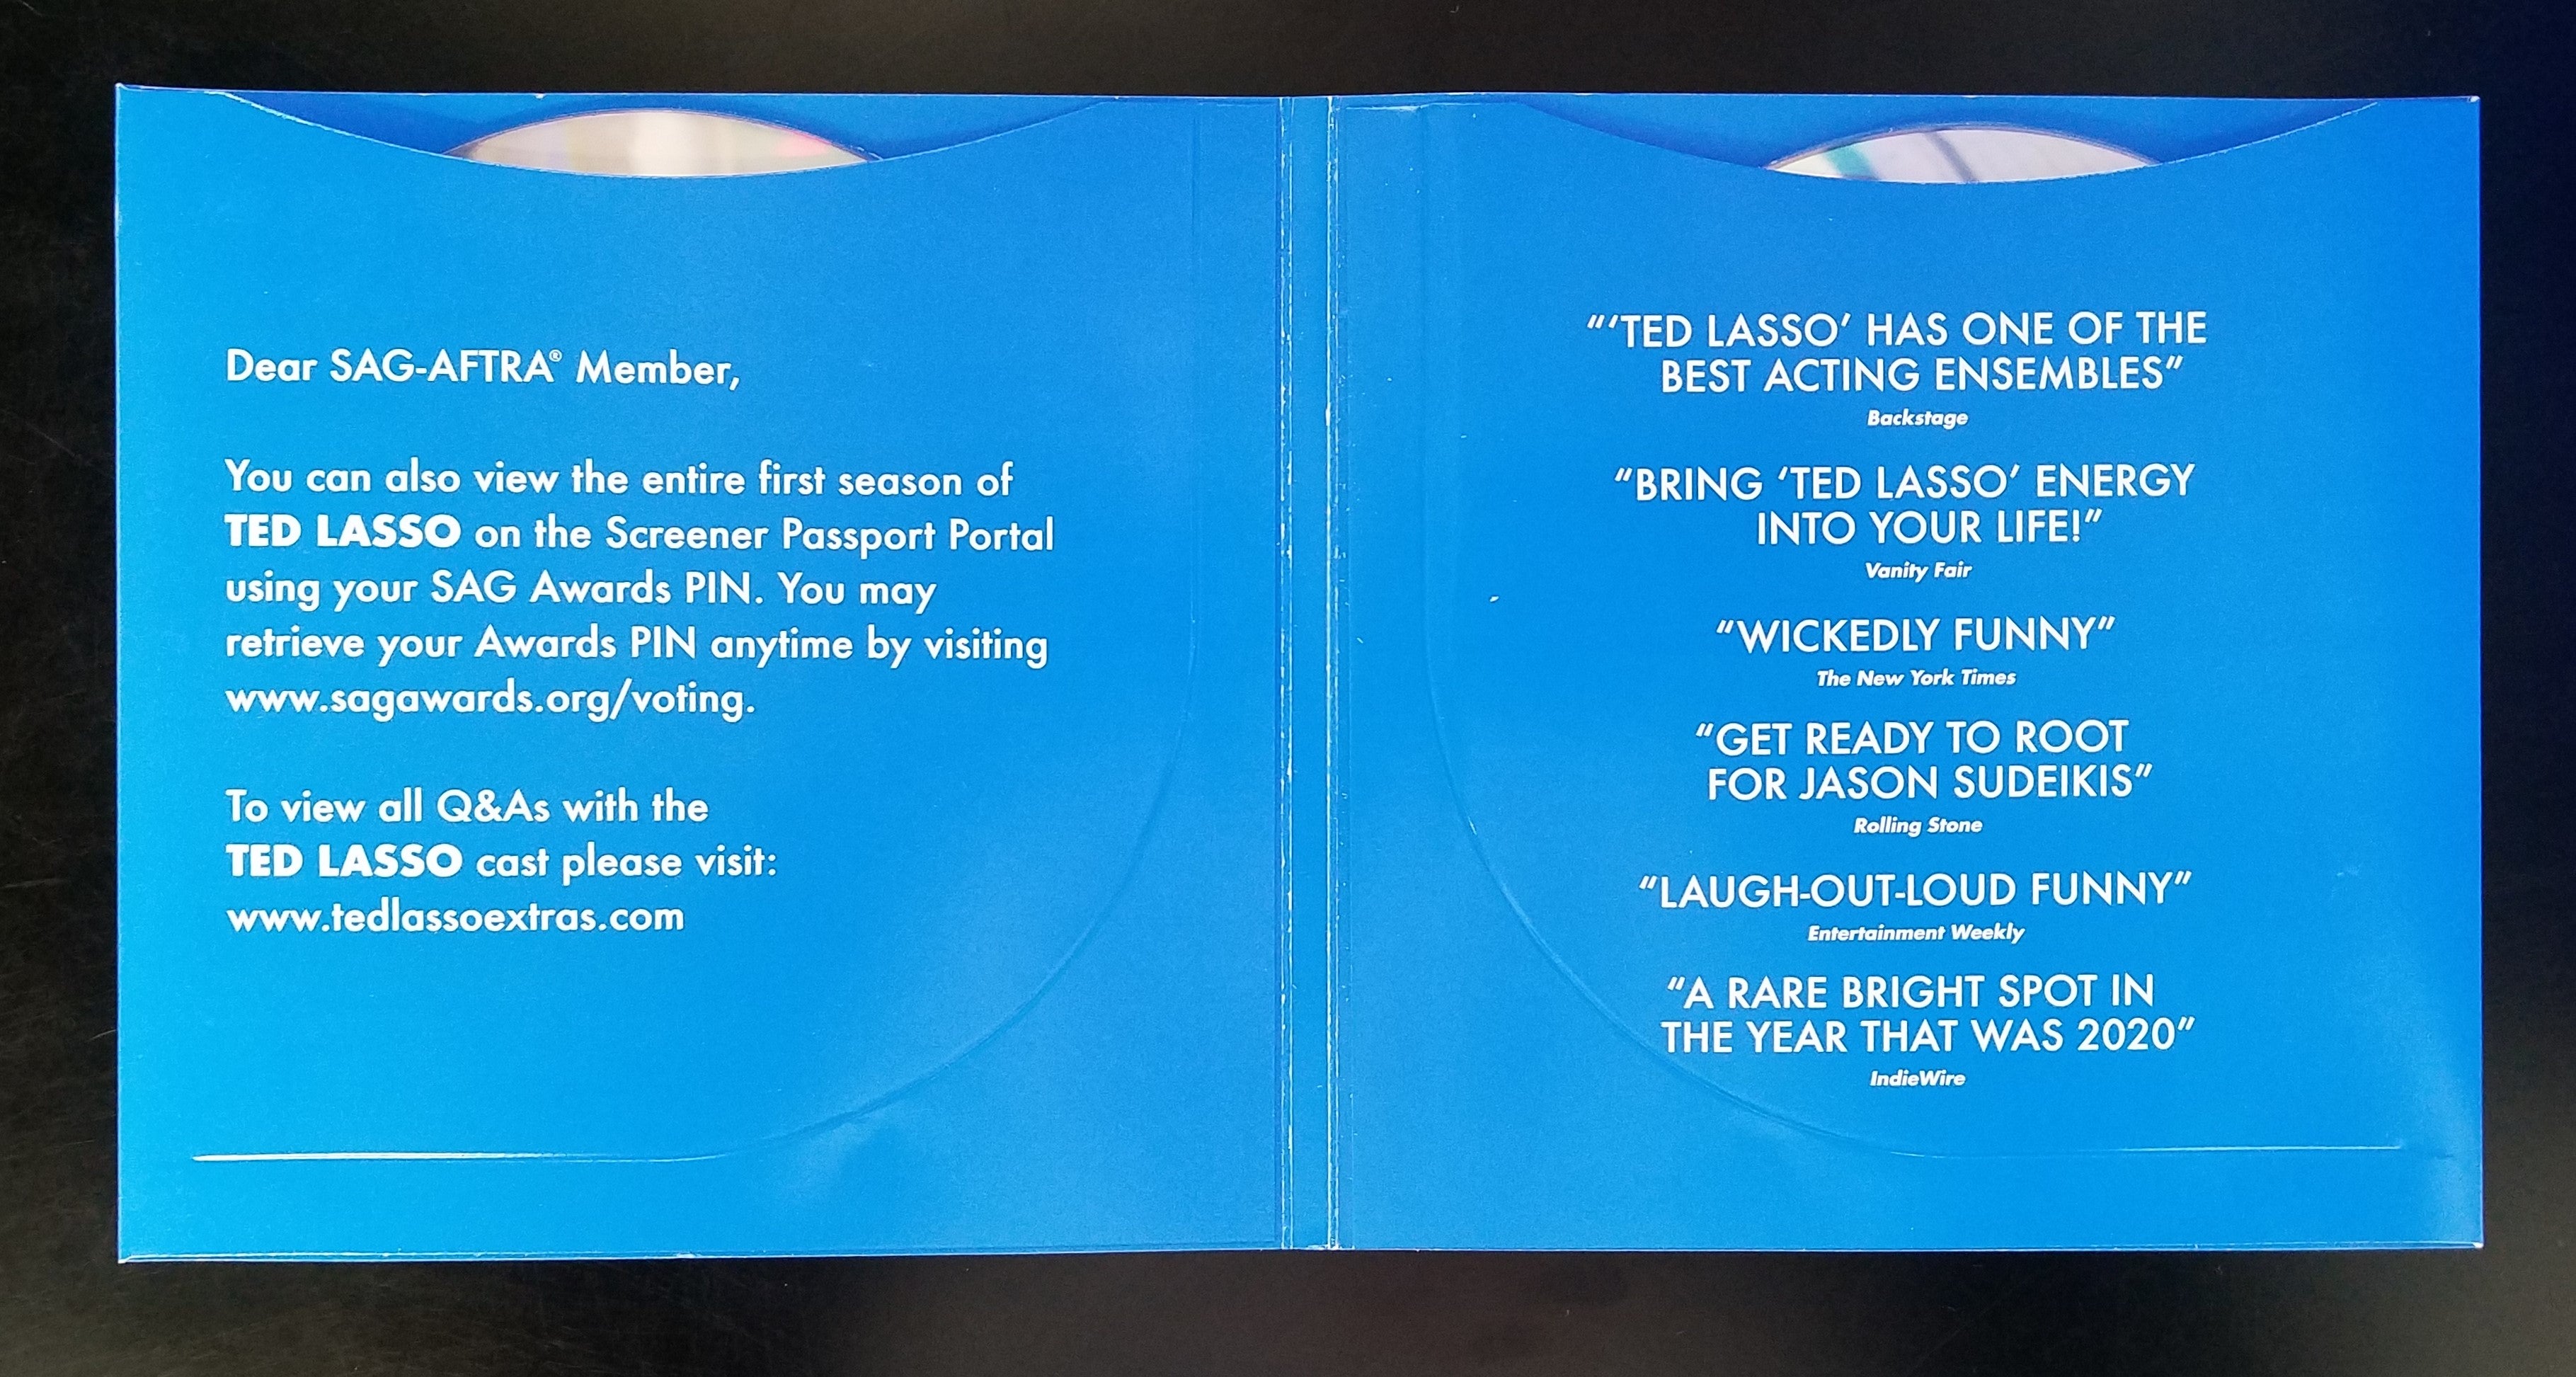 Dear SAG-AFTRA® Member,
You can also view the entire first season of
TED LASSO on the Screener Passport Portal
using your SAG Awards PIN. You may
retrieve your Awards PIN anytime by visiting
www.sagawards.org/voting.
To view all Q&As with the
TED LASSO cast please visit:
www.tedlassoextras.com
“‘TED LASSO’ HAS ONE OF THE
BEST ACTING ENSEMBLES”
Backstage
“BRING ‘TED LASSO’ ENERGY
INTO YOUR LIFE!”
Vanity Fair
“WICKEDLY FUNNY”
The New York Times
“GET READY TO ROOT
FOR JASON SUDEIKIS”
Rolling Stone
“LAUGH-OUT-LOUD FUNNY”
Entertainment Weekly
“A RARE BRIGHT SPOT IN
THE YEAR THAT WAS 2020”
IndieWire